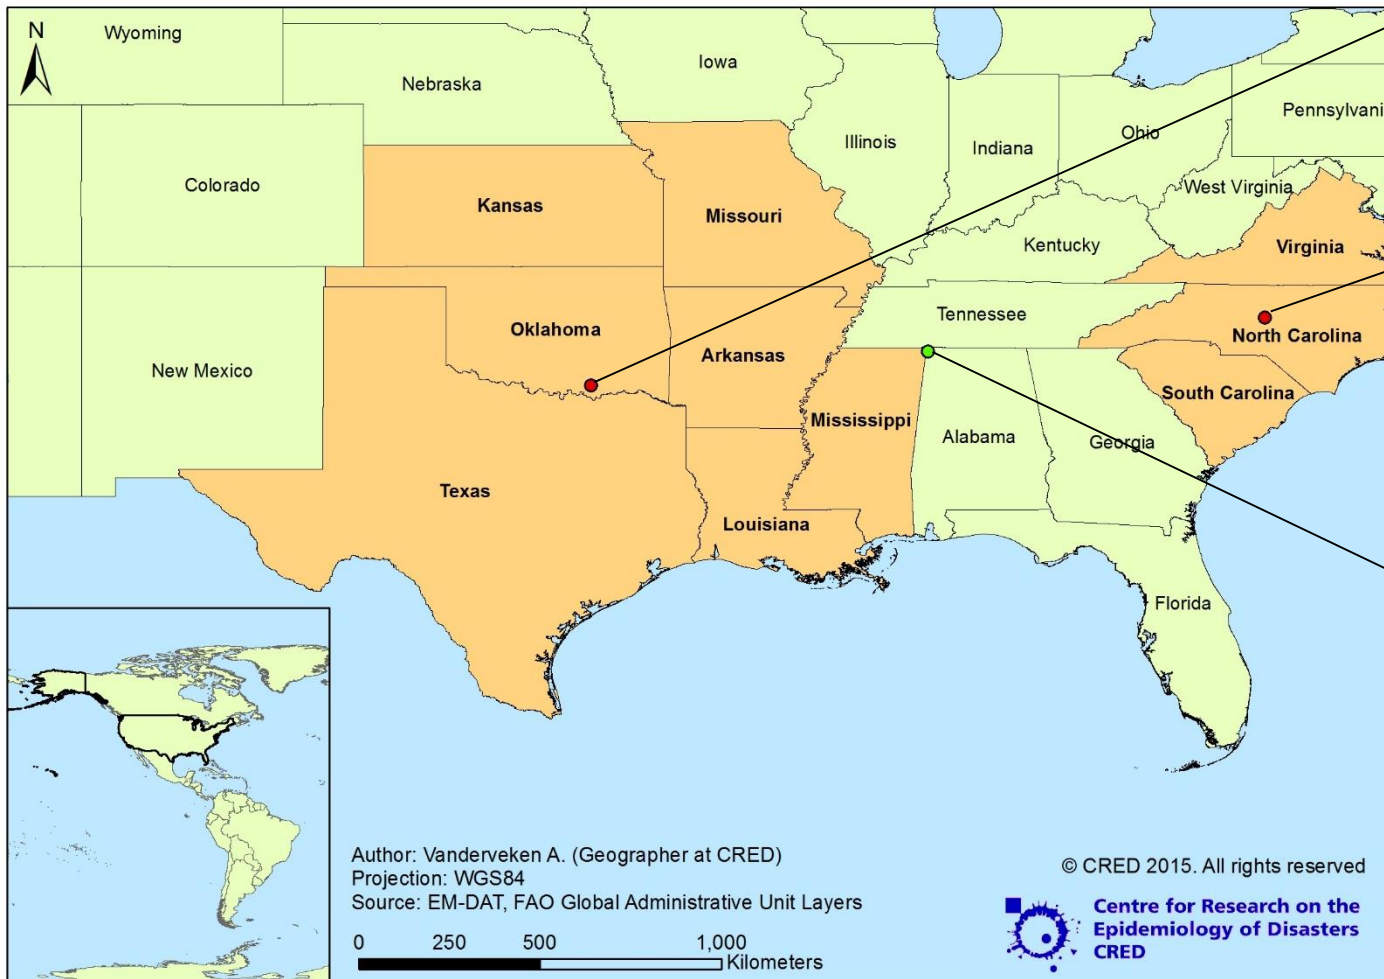 N
Wyoming
Nebraska
Iowa
Illinois
Indiana
Ohio
Pennsylvani
Colorado
Kansas
Missouri
West Virginia
Kentucky
Virginia
New Mexico
Oklahoma
Arkansas
Tennessee
North Carolina
South Carolina
Mississippi
Alabama
Georgia
Texas
Louisiana
Florida
Author: Vanderveken A. (Geographer at CRED)
Projection: WGS84
Source: EM-DAT, FAO Global Administrative Unit Layers
0 250 500 1,000
Kilometers
© CRED 2015. All rights reserved
Centre for Research on the
Epidemiology of Disasters
CRED